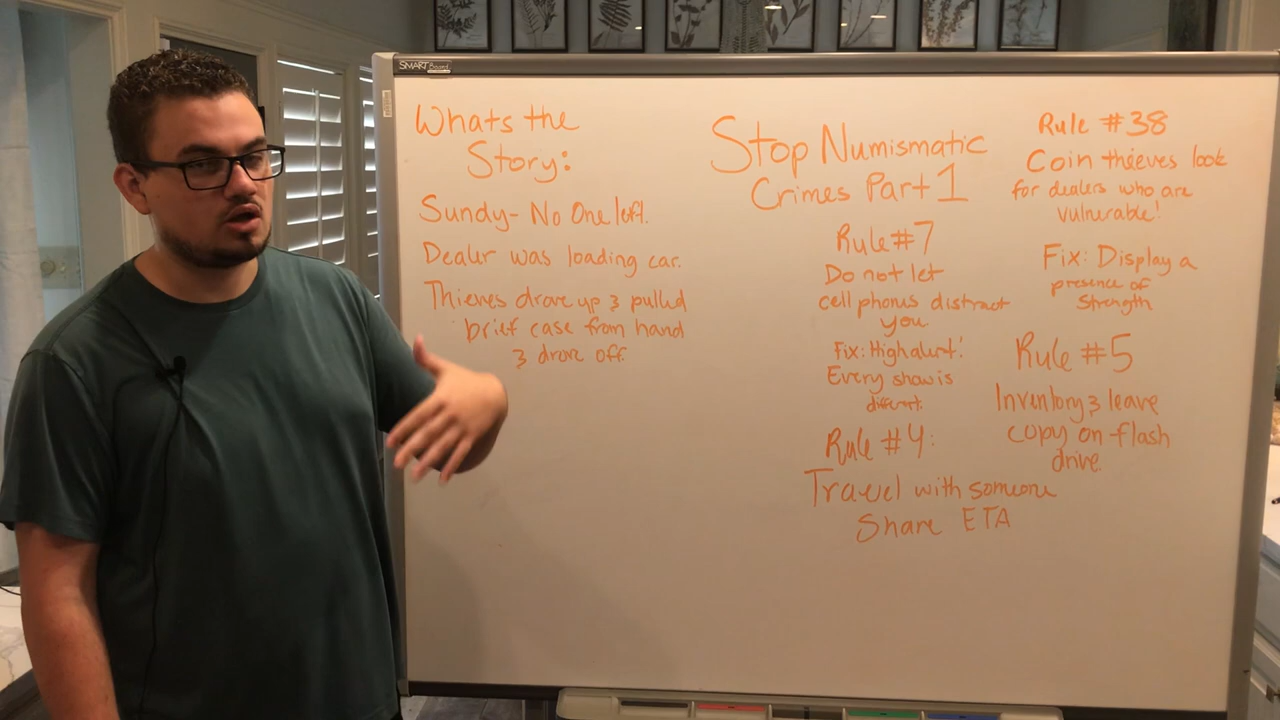 SMART Board
Whats the
Story:
Sundy- No One left.
Dealer was loading car.
Thieves drove up & pulled
brief case from hand
& drove off.
Stop Numismatic
Crimes Part 1
Rule #7
Do not let
cell phones distract
you
Fix: High alert!
Every show is
different.
Rule #4:
Travel with someone
Share ETA
Rule #38
Coin thieves look
for dealers who are
vulnerable!
Fix: Display a
presence of
Strength
Rule #5
Inventory & leave
copy on flash
drive.